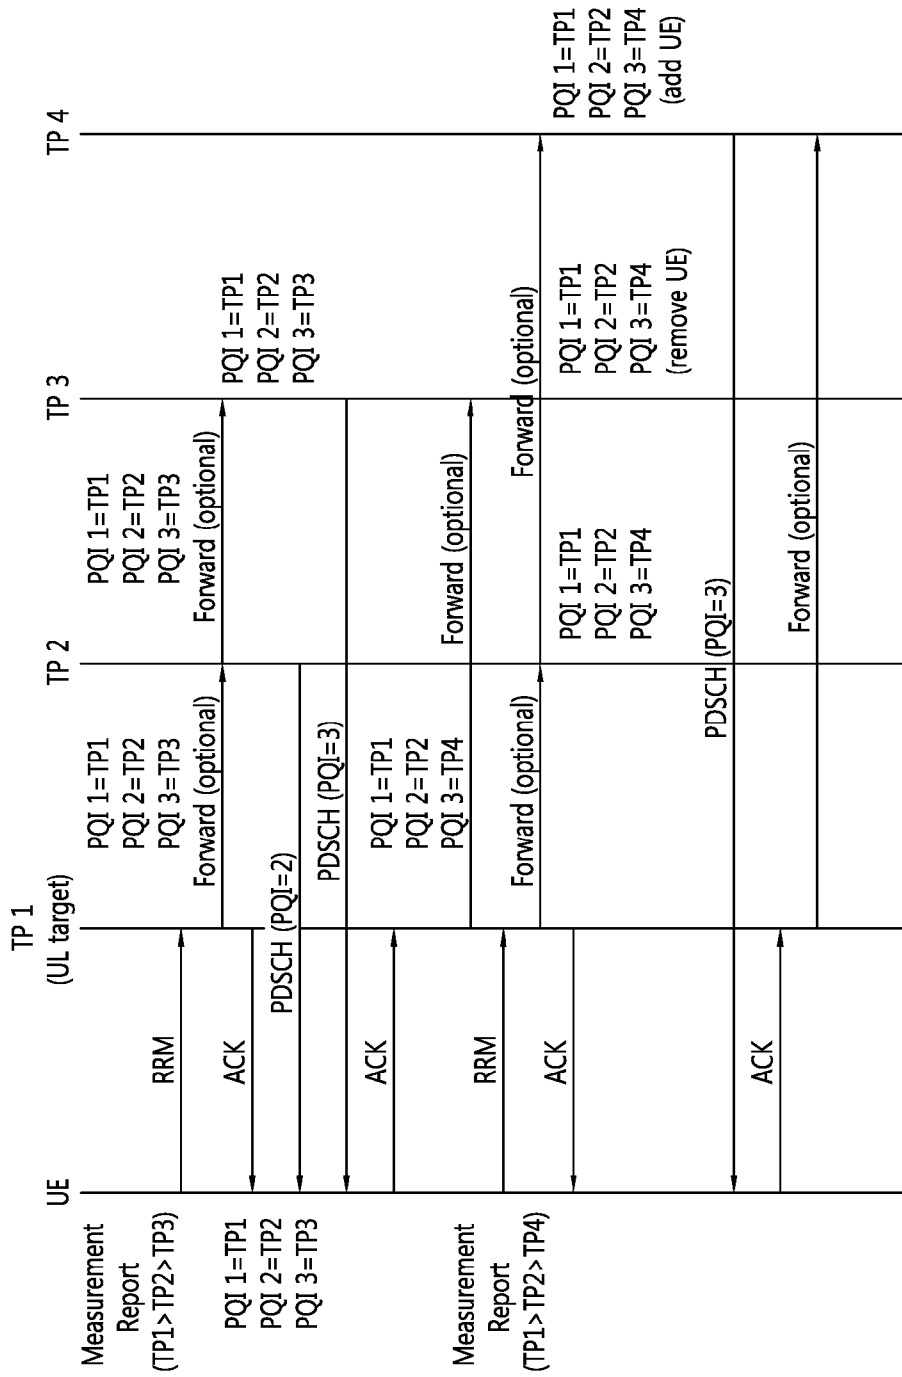 UE
TP 1
(UL target)
TP 2
TP 3
TP 4
Measurement
Report
(TP1>TP2>TP3)
RRM
PQI 1=TP1
PQI 2=TP2
PQI 3=TP3
Forward (optional)
PQI 1=TP1
PQI 2=TP2
PQI 3=TP3
Forward (optional)
PQI 1=TP1
PQI 2=TP2
PQI 3=TP3
ACK
PQI 1=TP1
PQI 2=TP2
PQI 3=TP3
PDSCH (PQI=2)
PDSCH (PQI=3)
ACK
PQI 1=TP1
PQI 2=TP2
PQI 3=TP4
Forward (optional)
Measurement
Report
(TP1>TP2>TP4)
RRM
Forward (optional)
Forward (optional)
ACK
PQI 1=TP1
PQI 2=TP2
PQI 3=TP4
PQI 1=TP1
PQI 2=TP2
PQI 3=TP4
(remove UE)
PQI 1=TP1
PQI 2=TP2
PQI 3=TP4
(add UE)
PDSCH (PQI=3)
ACK
Forward (optional)